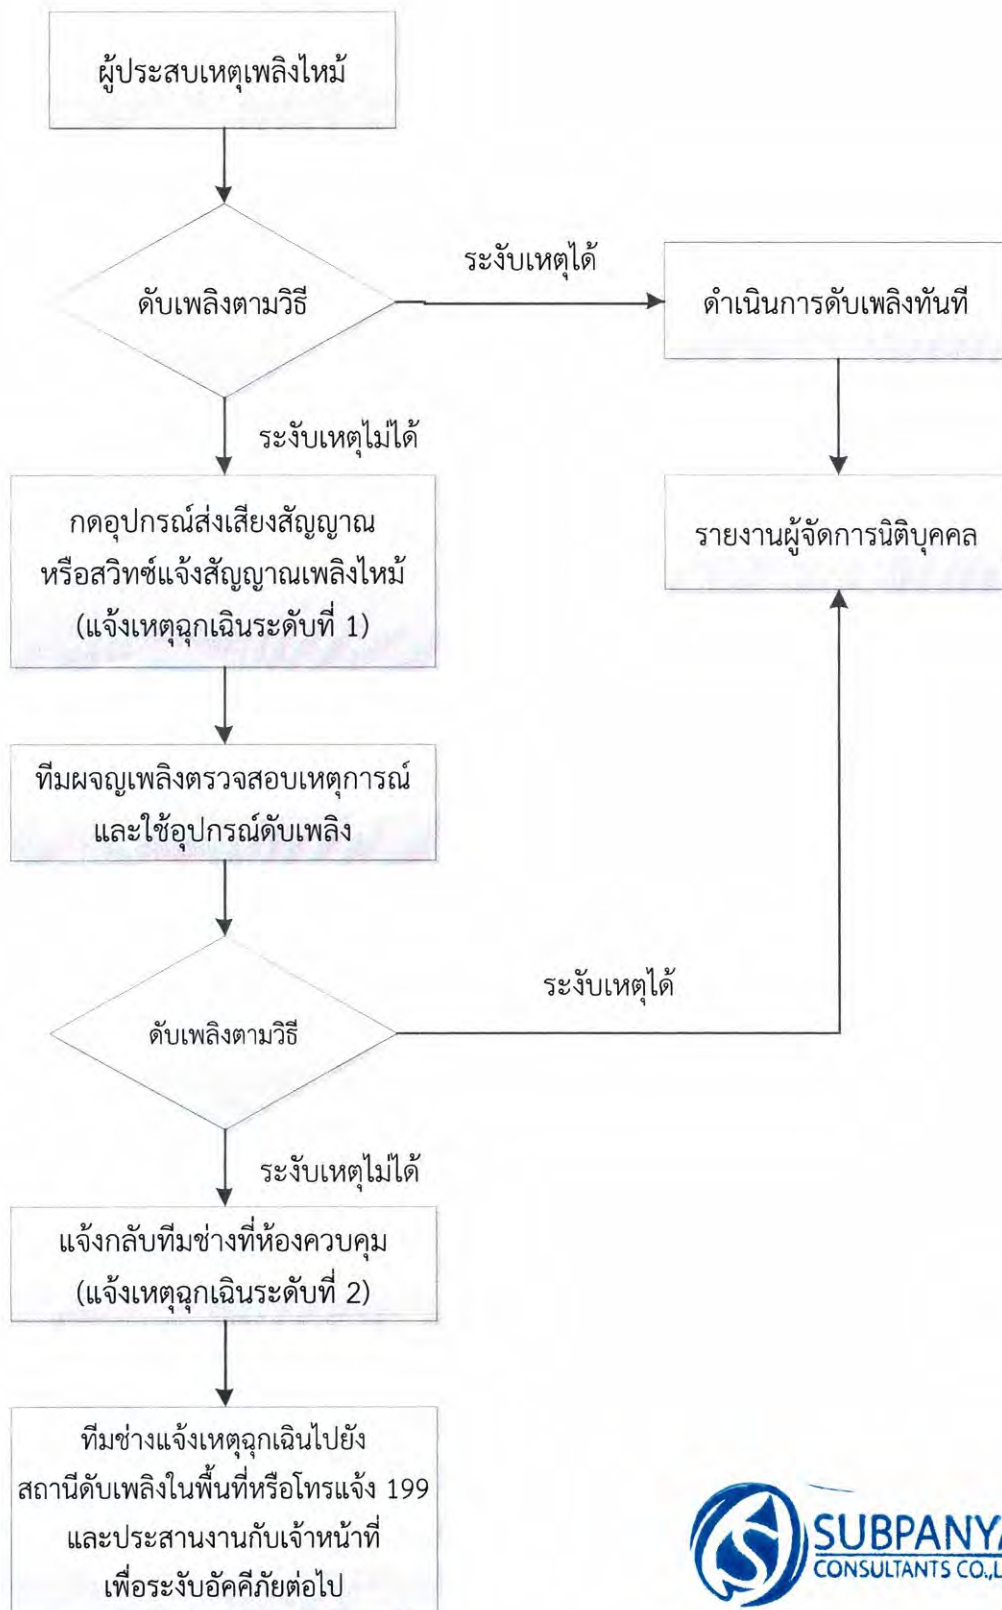 ผู้ประสบเหตุเพลิงไหม้
ระงับเหตุได้
ดับเพลิงตามวิธี
ดำเนินการดับเพลิงทันที
ระงับเหตุไม่ได้
กดอุปกรณ์ส่งเสียงสัญญาณ
หรือสวิทซ์แจ้งสัญญาณเพลิงไหม้
(แจ้งเหตุฉุกเฉินระดับที่ 1)
รายงานผู้จัดการนิติบุคคล
ทีมผจญเพลิงตรวจสอบเหตุการณ์
และใช้อุปกรณ์ดับเพลิง
ระงับเหตุได้
ดับเพลิงตามวิธี
ระงับเหตุไม่ได้
แจ้งกลับทีมช่างที่ห้องควบคุม
(แจ้งเหตุฉุกเฉินระดับที่ 2)
ทีมช่างแจ้งเหตุฉุกเฉินไปยัง
สถานีดับเพลิงในพื้นที่หรือโทรแจ้ง 199
และประสานงานกับเจ้าหน้าที่
เพื่อระงับอัคคีภัยต่อไป
SUBPANYA
CONSULTANTS CO.,L